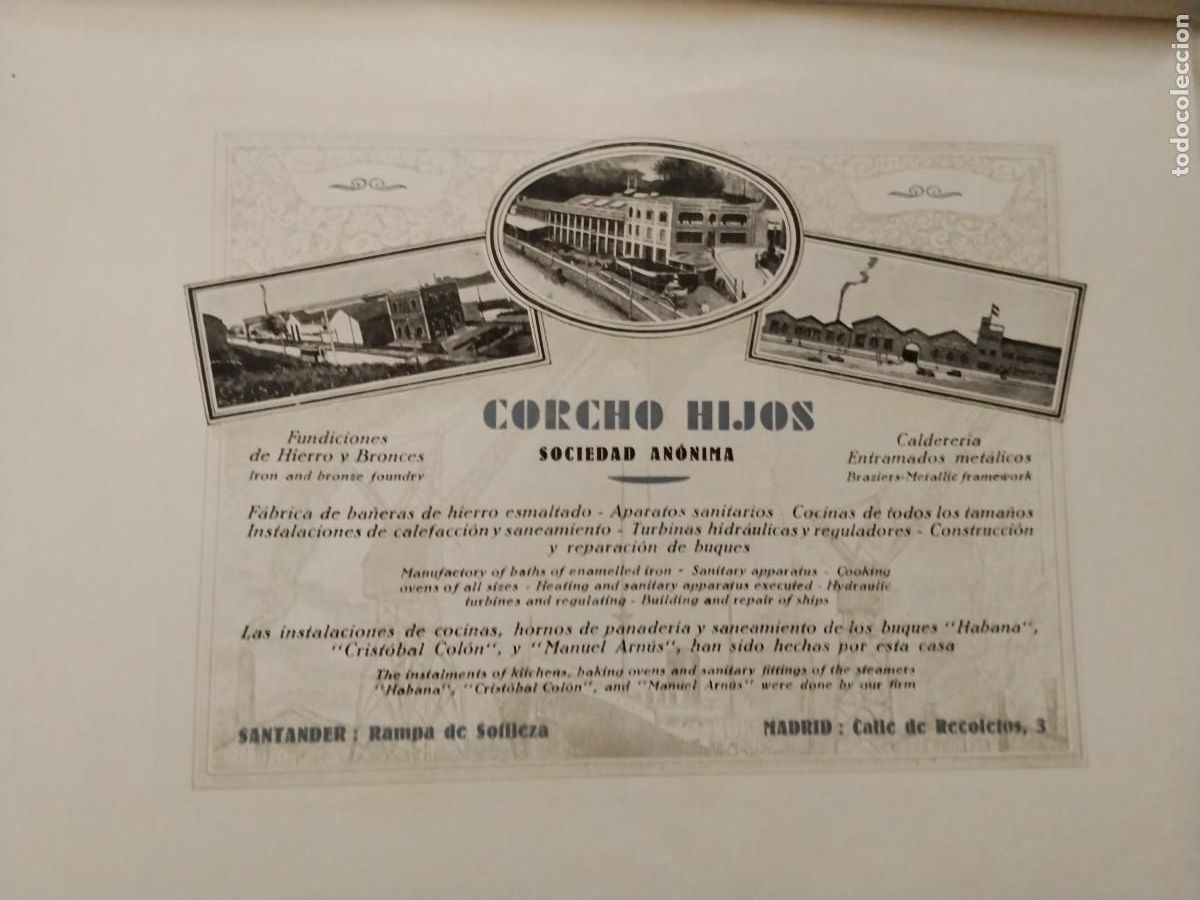 CORCHO HIJOS
SOCIEDAD ANÓNIMA
Fundiciones
de Hierro y Bronces
Iron and bronze foundry
Caldereria
Entramados metálicos
Braziers-Metallic framework
Fábrica de bañeras de hierro esmaltado - Aparatos sanitarios - Cocinas de todos los tamaños
Instalaciones de calefacción y saneamiento - Turbinas hidráulicas y reguladores - Construcción
y reparación de buques
Manufactory of baths of enamelled iron - Sanitary apparatus - Cooking
ovens of all sizes - Heating and sanitary apparatus executed - Hydraulic
turbines and regulating - Building and repair of ships
Las instalaciones de cocinas, hornos de panadería y saneamiento de los buques "Habana",
"Cristóbal Colón", y "Manuel Arnús", han sido hechas por esta casa
The instalments of kitchens, baking ovens and sanitary fittings of the steamers
"Habana", "Cristóbal Colón", and "Manuel Arnús" were done by our firm
SANTANDER : Rampa de Sotileza
MADRID : Calle de Recoletos, 3
todocoleccion